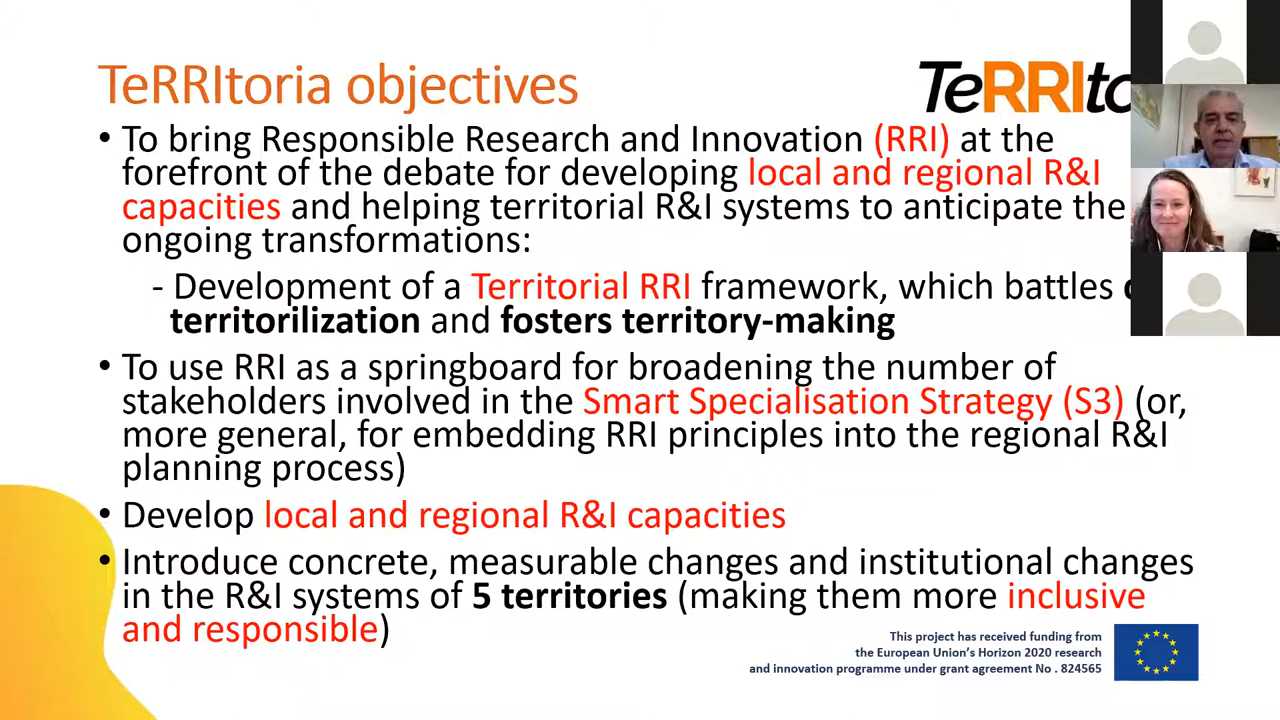 TeRRItoria objectives
TeRRIto
• To bring Responsible Research and Innovation (RRI) at the
forefront of the debate for developing local and regional R&I
capacities and helping territorial R&I systems to anticipate the
ongoing transformations:
- Development of a Territorial RRI framework, which battles
territorilization and fosters territory-making
• To use RRI as a springboard for broadening the number of
stakeholders involved in the Smart Specialisation Strategy (S3) (or,
more general, for embedding RRI principles into the regional R&I
planning process)
• Develop local and regional R&I capacities
• Introduce concrete, measurable changes and institutional changes
in the R&I systems of 5 territories (making them more inclusive
and responsible)
This project has received funding from
the European Union's Horizon 2020 research
and innovation programme under grant agreement No . 824565